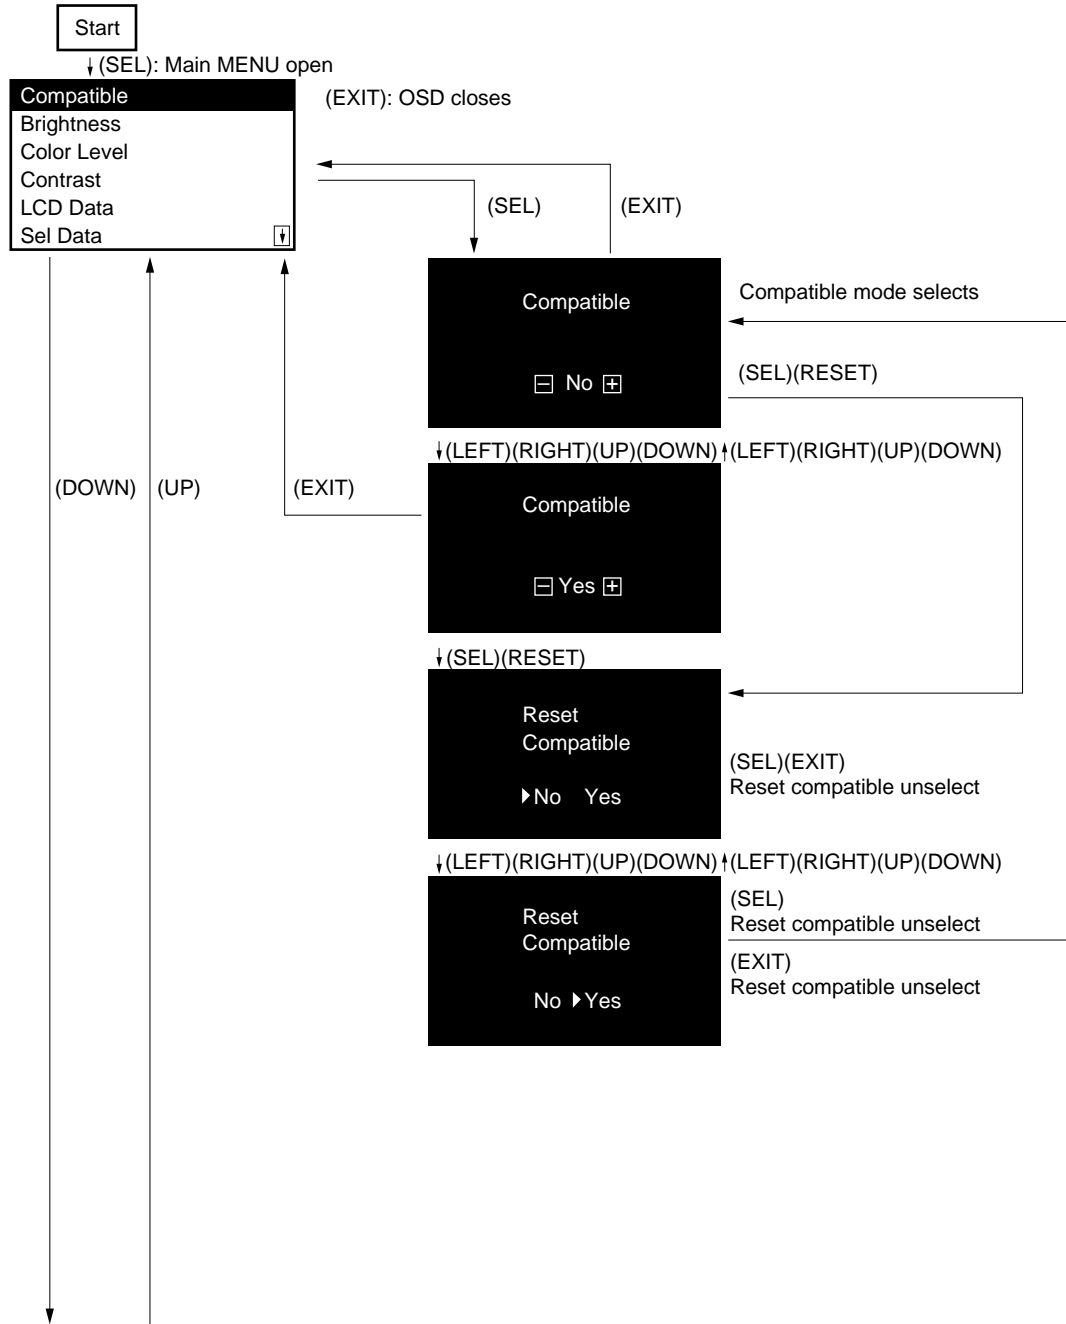 Start
(SEL): Main MENU open
Compatible
(EXIT): OSD closes
Brightness
Color Level
Contrast
LCD Data
Sel Data
(SEL)
(EXIT)
Compatible
Compatible mode selects
No
(SEL)(RESET)
(LEFT)(RIGHT)(UP)(DOWN)
(LEFT)(RIGHT)(UP)(DOWN)
(DOWN)
(UP)
(EXIT)
Compatible
Yes
(SEL)(RESET)
Reset
Compatible
No Yes
(SEL)(EXIT)
Reset compatible unselect
(LEFT)(RIGHT)(UP)(DOWN)
(LEFT)(RIGHT)(UP)(DOWN)
Reset
Compatible
No Yes
(SEL)
Reset compatible unselect
(EXIT)
Reset compatible unselect